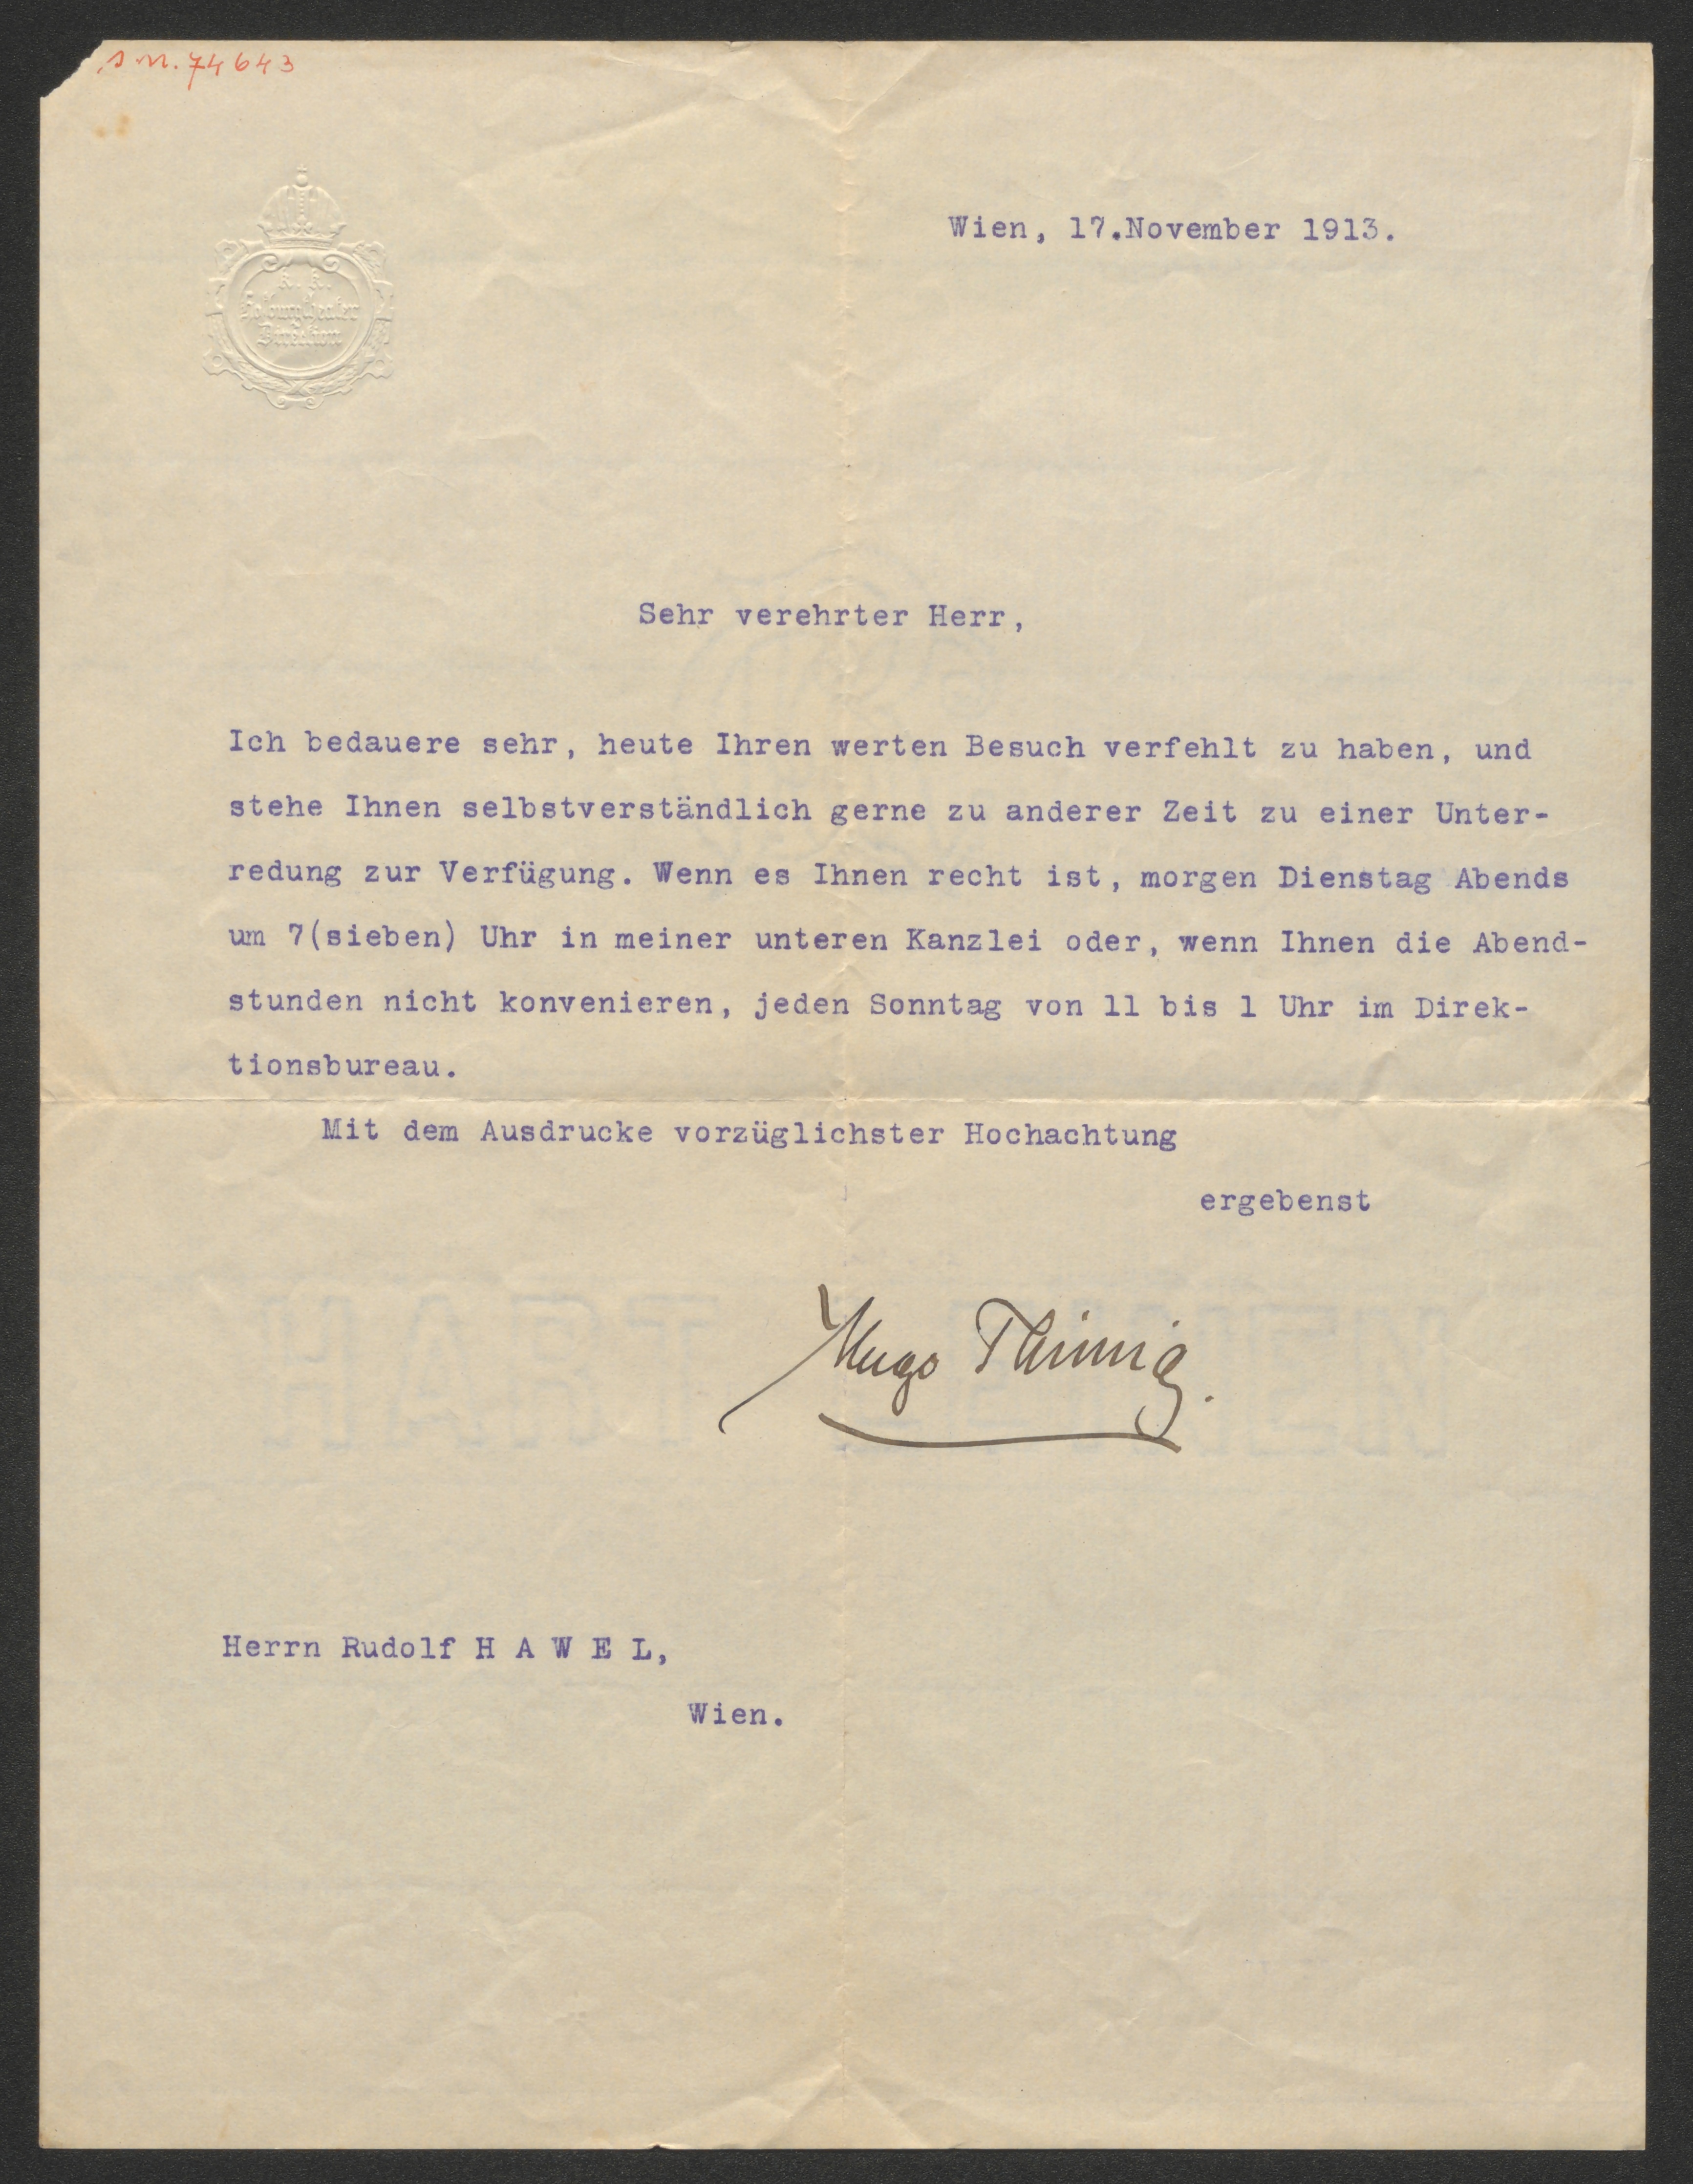 74643
K. K.
Hofburgtheater
Direktion
Wien, 17.November 1913.
Sehr verehrter Herr,
Ich bedauere sehr, heute Ihren werten Besuch verfehlt zu haben, und
stehe Ihnen selbstverständlich gerne zu anderer Zeit zu einer Unter-
redung zur Verfügung. Wenn es Ihnen recht ist, morgen Dienstag Abends
um 7(sieben) Uhr in meiner unteren Kanzlei oder, wenn Ihnen die Abend-
stunden nicht konvenieren, jeden Sonntag von 11 bis 1 Uhr im Direk-
tionsbureau.
Mit dem Ausdrucke vorzüglichster Hochachtung
ergebenst
Hugo Thimig.
Herrn Rudolf H A W E L,
Wien.